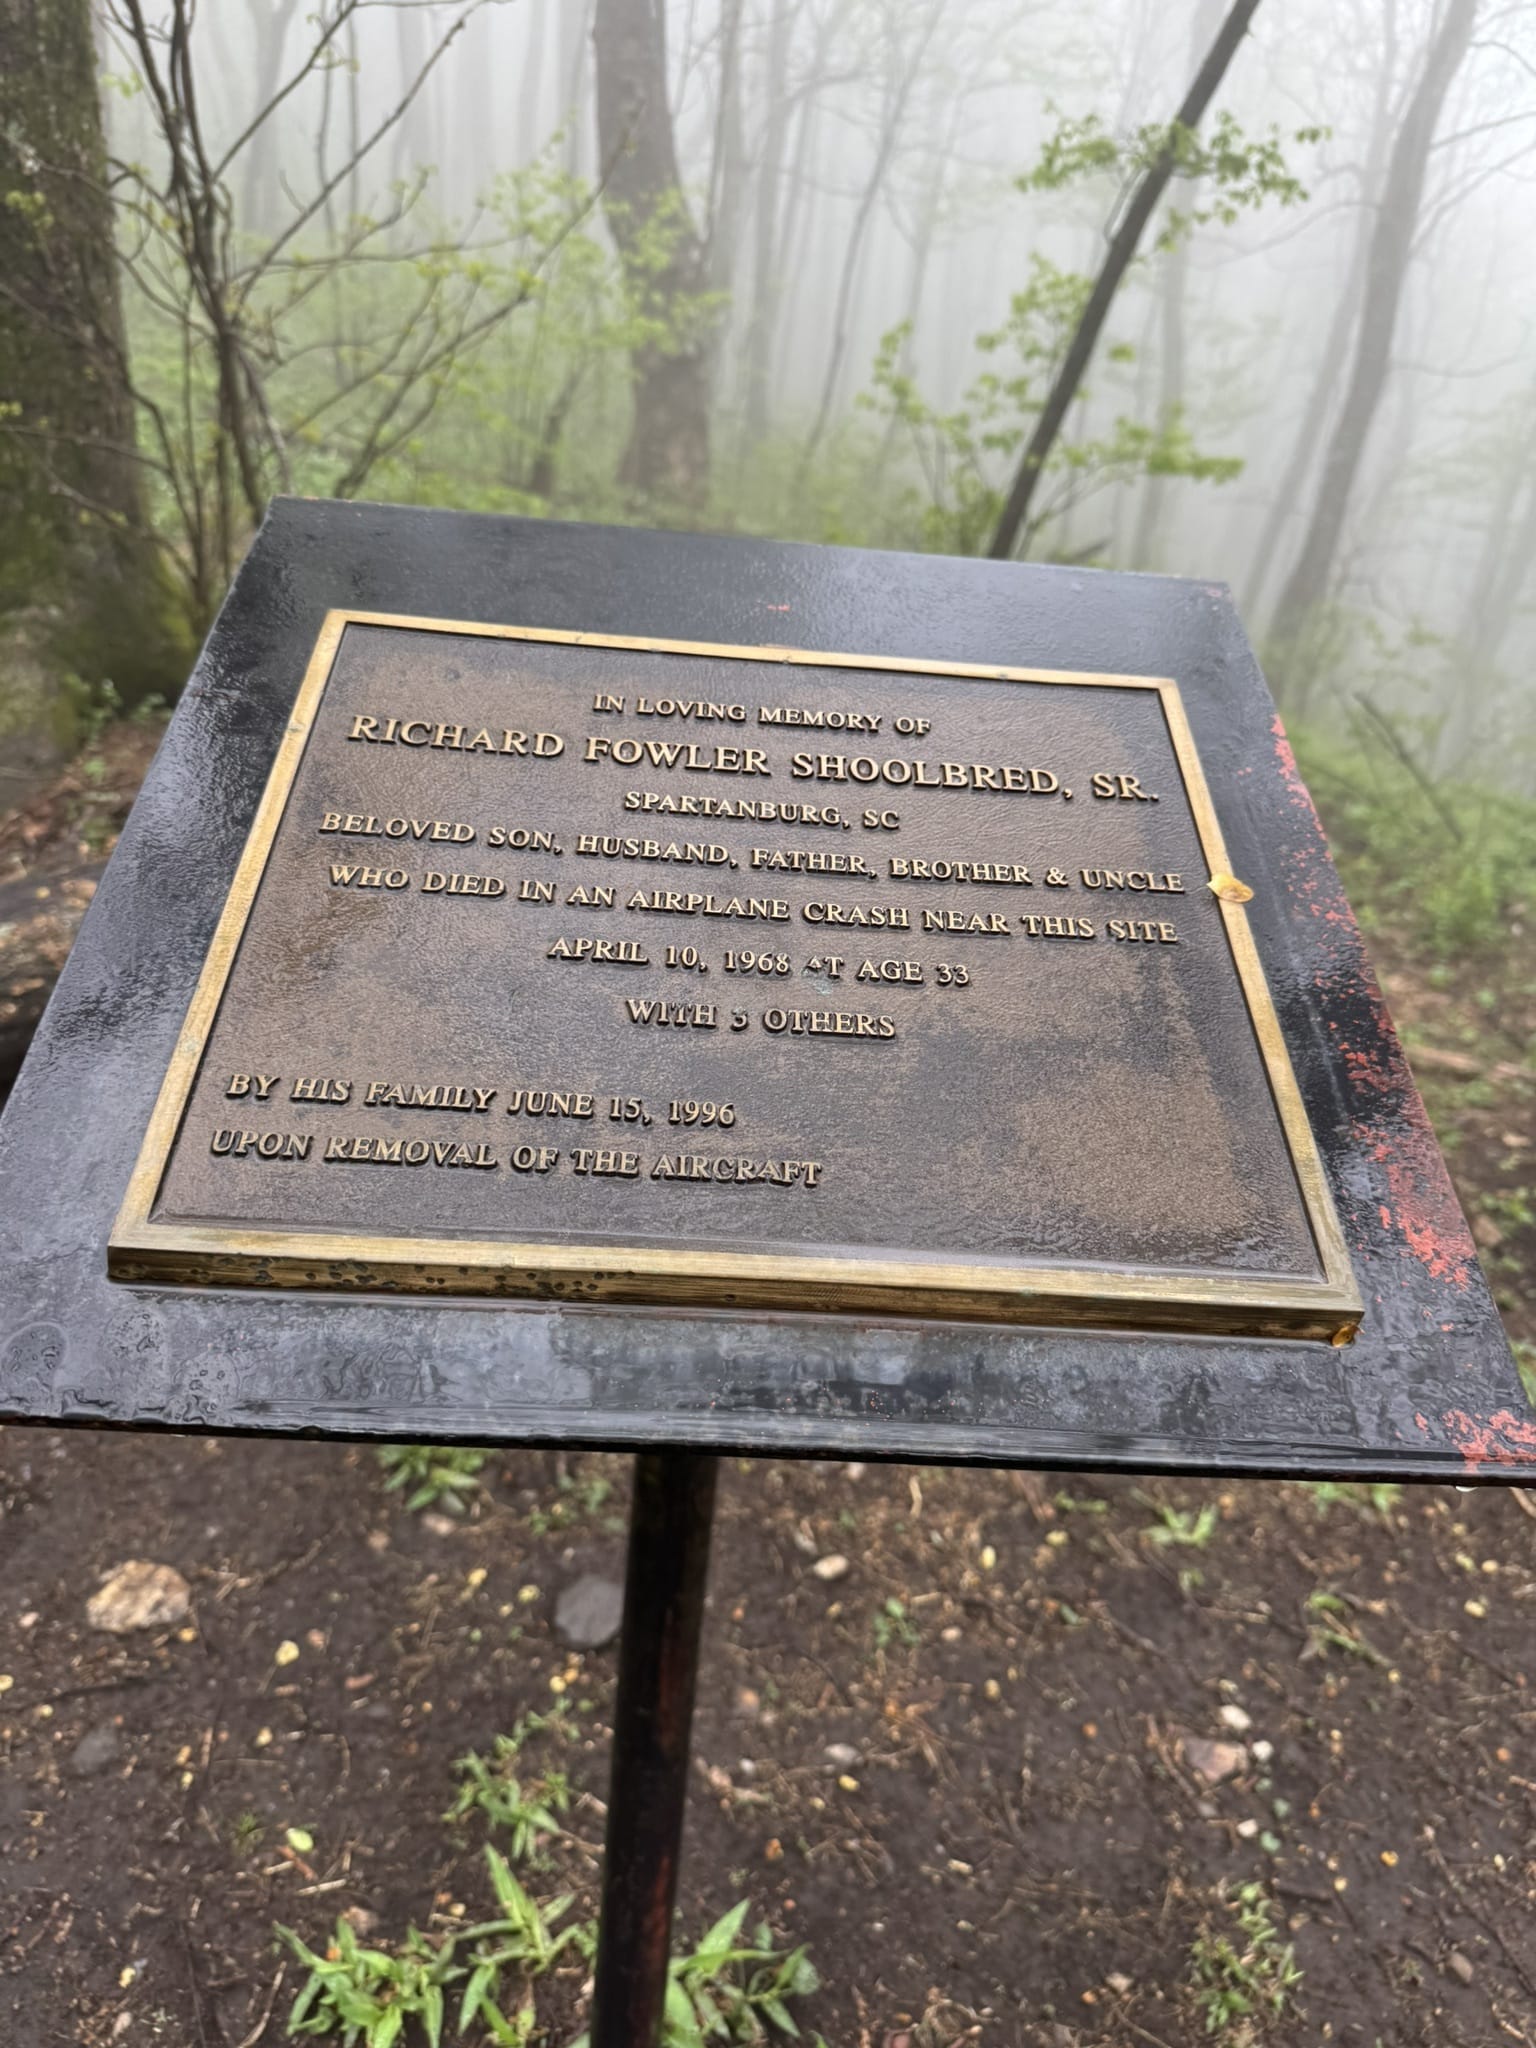 IN LOVING MEMORY OF
RICHARD FOWLER SHOOLBRED, SR.
SPARTANBURG, SC
BELOVED SON, HUSBAND, FATHER, BROTHER & UNCLE
WHO DIED IN AN AIRPLANE CRASH NEAR THIS SITE
APRIL 10, 1968 AT AGE 33
WITH OTHERS
BY HIS FAMILY JUNE 15, 1996
UPON REMOVAL OF THE AIRCRAFT